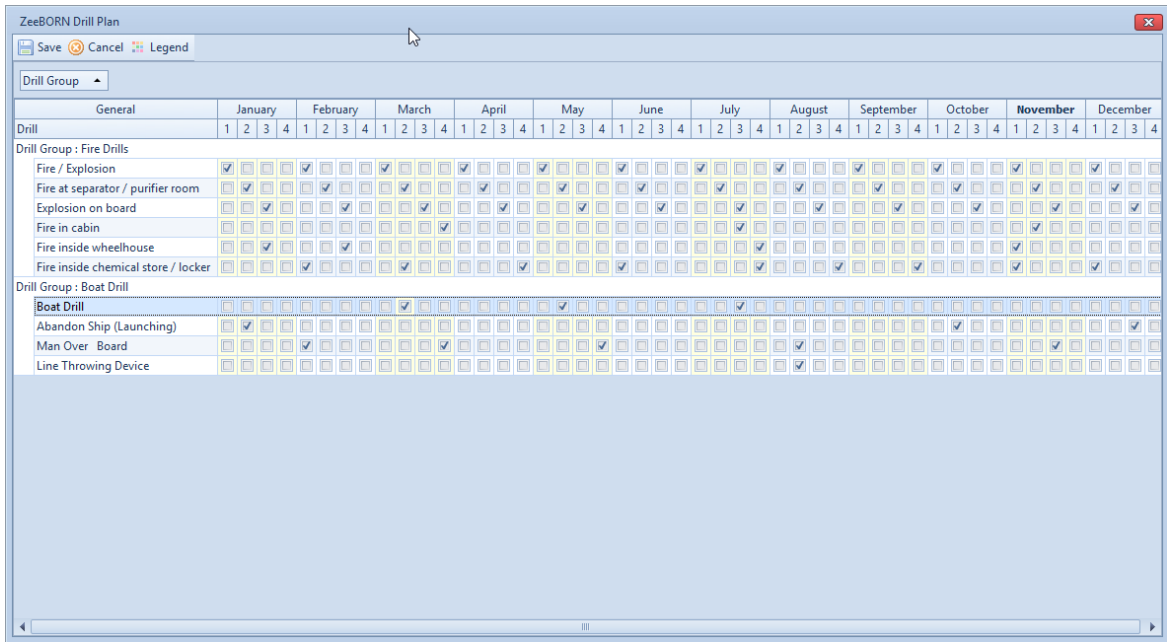 ZeeBORN Drill Plan
Save Cancel Legend
Drill Group
General January February March April May June July August September October November December
Drill 1 2 3 4 1 2 3 4 1 2 3 4 1 2 3 4 1 2 3 4 1 2 3 4 1 2 3 4 1 2 3 4 1 2 3 4 1 2 3 4 1 2 3 4 1 2 3 4
Drill Group : Fire Drills
Fire / Explosion
Fire at separator / purifier room
Explosion on board
Fire in cabin
Fire inside wheelhouse
Fire inside chemical store / locker
Drill Group : Boat Drill
Boat Drill
Abandon Ship (Launching)
Man Over Board
Line Throwing Device